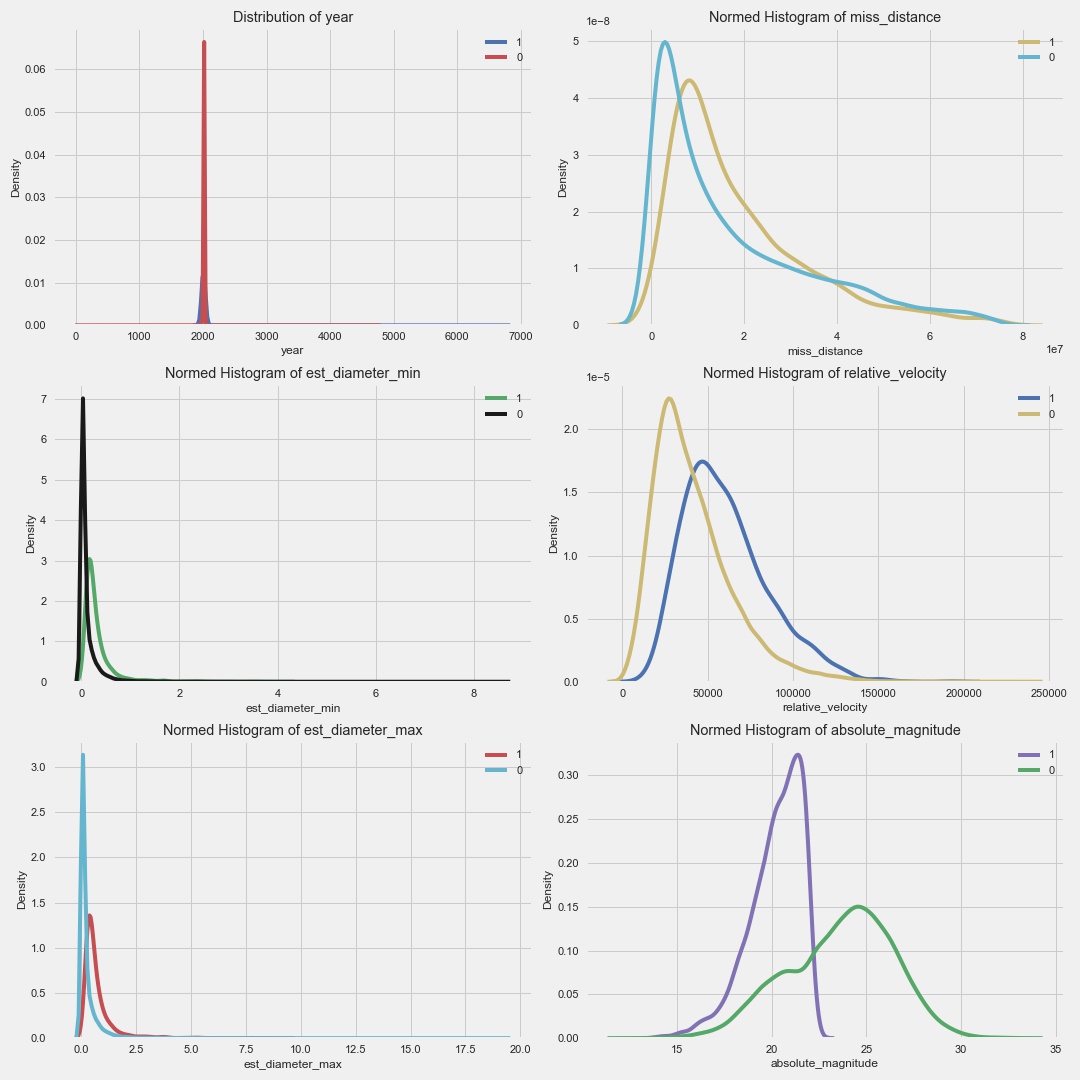 Distribution of year
1
0
0.06
0.05
0.04
0.03
0.02
0.01
0.00
Density
0 1000 2000 3000 4000 5000 6000 7000
year
Normed Histogram of miss_distance
1e−8
1
0
5
4
3
2
1
0
Density
0 2 4 6 8
1e7
miss_distance
Normed Histogram of est_diameter_min
1
0
7
6
5
4
3
2
1
0
Density
0 2 4 6 8
est_diameter_min
Normed Histogram of relative_velocity
1e−5
1
0
2.0
1.5
1.0
0.5
0.0
Density
0 50000 100000 150000 200000 250000
relative_velocity
Normed Histogram of est_diameter_max
1
0
3.0
2.5
2.0
1.5
1.0
0.5
0.0
Density
0.0 2.5 5.0 7.5 10.0 12.5 15.0 17.5 20.0
est_diameter_max
Normed Histogram of absolute_magnitude
1
0
0.30
0.25
0.20
0.15
0.10
0.05
0.00
Density
15 20 25 30 35
absolute_magnitude